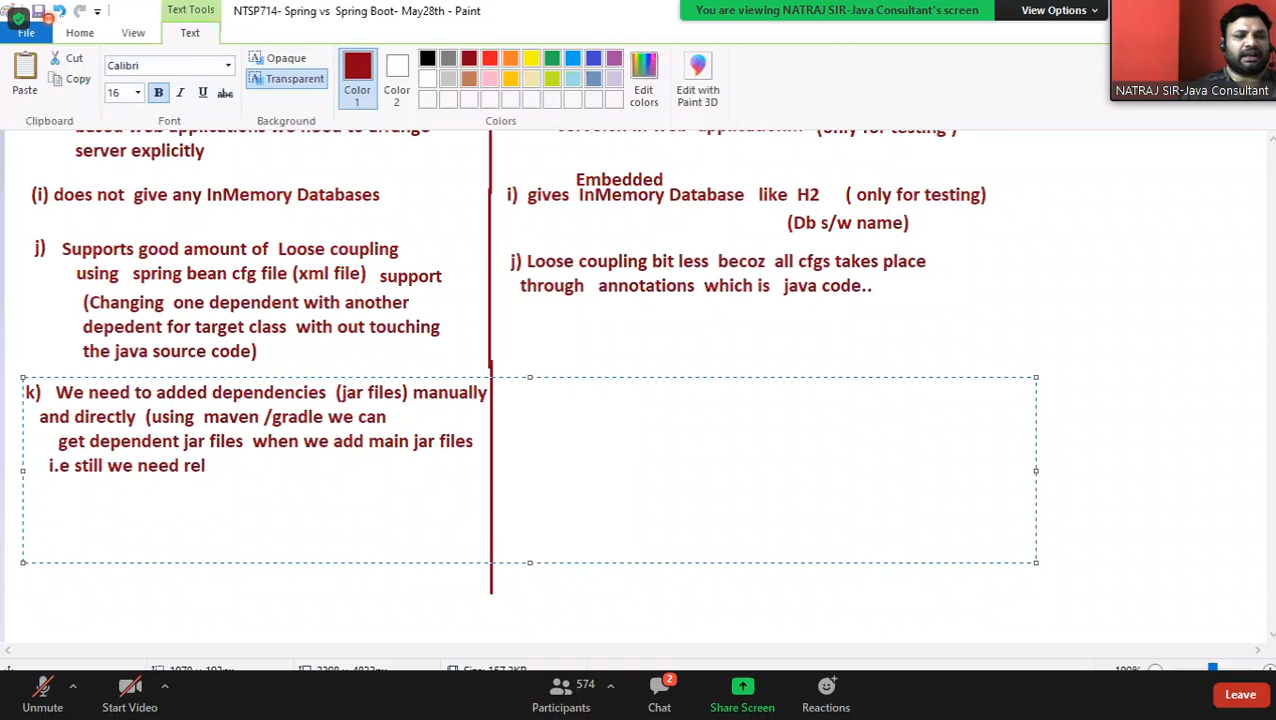 Text Tools
NTSP714- Spring vs Spring Boot- May28th - Paint
You are viewing NATRAJ SIR-Java Consultant's screen
View Options
File
Home
View
Text
Paste
Cut
Copy
Clipboard
Calibri
16
B
I
U
abc
Font
Opaque
Transparent
Background
Color
1
Color
2
Edit
colors
Edit with
Paint 3D
Colors
NATRAJ SIR-Java Consultant
based web applications we need to arrange
server explicitly
(only for testing )
(i) does not give any InMemory Databases
Embedded
i) gives InMemory Database like H2 ( only for testing)
(Db s/w name)
j) Supports good amount of Loose coupling
using spring bean cfg file (xml file) support
(Changing one dependent with another
depedent for target class with out touching
the java source code)
j) Loose coupling bit less becoz all cfgs takes place
through annotations which is java code..
k) We need to added dependencies (jar files) manually
and directly (using maven /gradle we can
get dependent jar files when we add main jar files
i.e still we need rel
Unmute
Start Video
574
Participants
2
Chat
Share Screen
Reactions
Leave